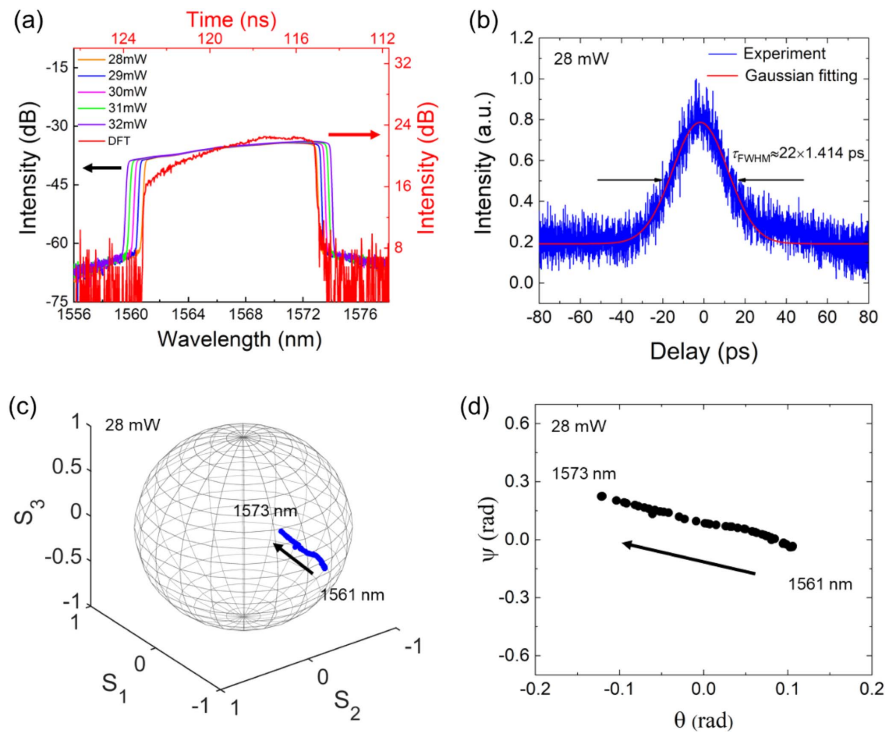 (a)
Time (ns)
124 120 116 112
-15
-30
-45
-60
-75
Intensity (dB)
28mW
29mW
30mW
31mW
32mW
DFT
34
28
22
16
8
Intensity (dB)
1556 1560 1564 1568 1572 1576
Wavelength (nm)
(b)
28 mW
Experiment
Gaussian fitting
τFWHM≈22×1.414 ps
1.2
1.0
0.8
0.6
0.4
0.2
0.0
Intensity (a.u.)
-80 -60 -40 -20 0 20 40 60 80
Delay (ps)
(c)
28 mW
1
0.5
0
-0.5
-1
S3
1573 nm
1561 nm
1
0
-1
S1
1
0
-1
S2
(d)
28 mW
1573 nm
1561 nm
0.6
0.3
0.0
-0.3
-0.6
ψ (rad)
-0.2 -0.1 0.0 0.1 0.2
θ (rad)